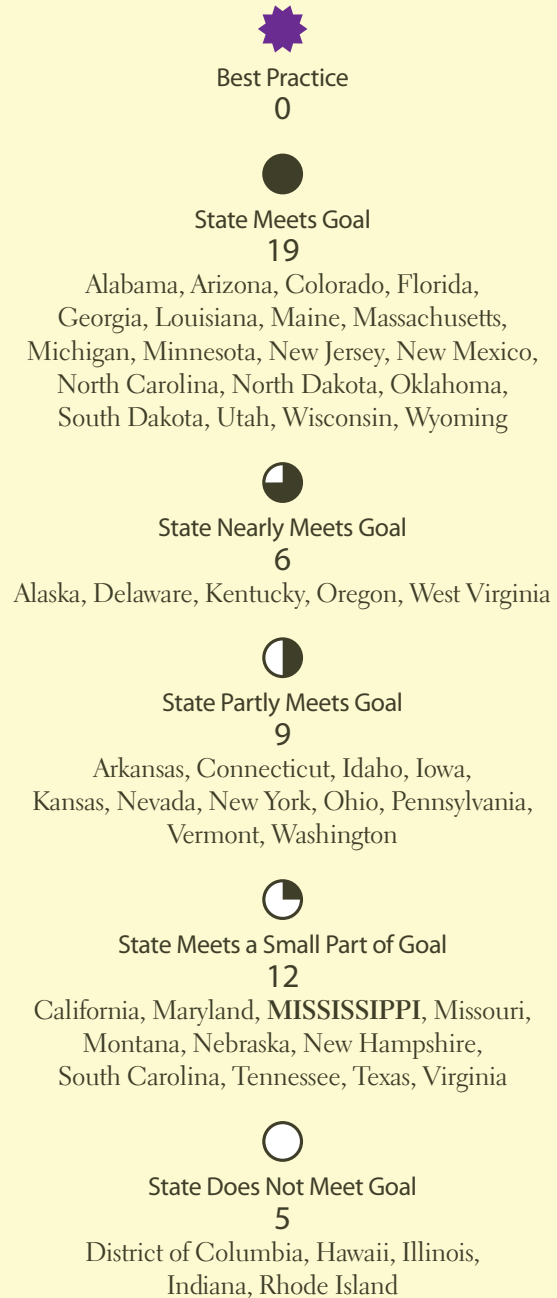 Best Practice
0
State Meets Goal
19
Alabama, Arizona, Colorado, Florida,
Georgia, Louisiana, Maine, Massachusetts,
Michigan, Minnesota, New Jersey, New Mexico,
North Carolina, North Dakota, Oklahoma,
South Dakota, Utah, Wisconsin, Wyoming
State Nearly Meets Goal
6
Alaska, Delaware, Kentucky, Oregon, West Virginia
State Partly Meets Goal
9
Arkansas, Connecticut, Idaho, Iowa,
Kansas, Nevada, New York, Ohio, Pennsylvania,
Vermont, Washington
State Meets a Small Part of Goal
12
California, Maryland, MISSISSIPPI, Missouri,
Montana, Nebraska, New Hampshire,
South Carolina, Tennessee, Texas, Virginia
State Does Not Meet Goal
5
District of Columbia, Hawaii, Illinois,
Indiana, Rhode Island